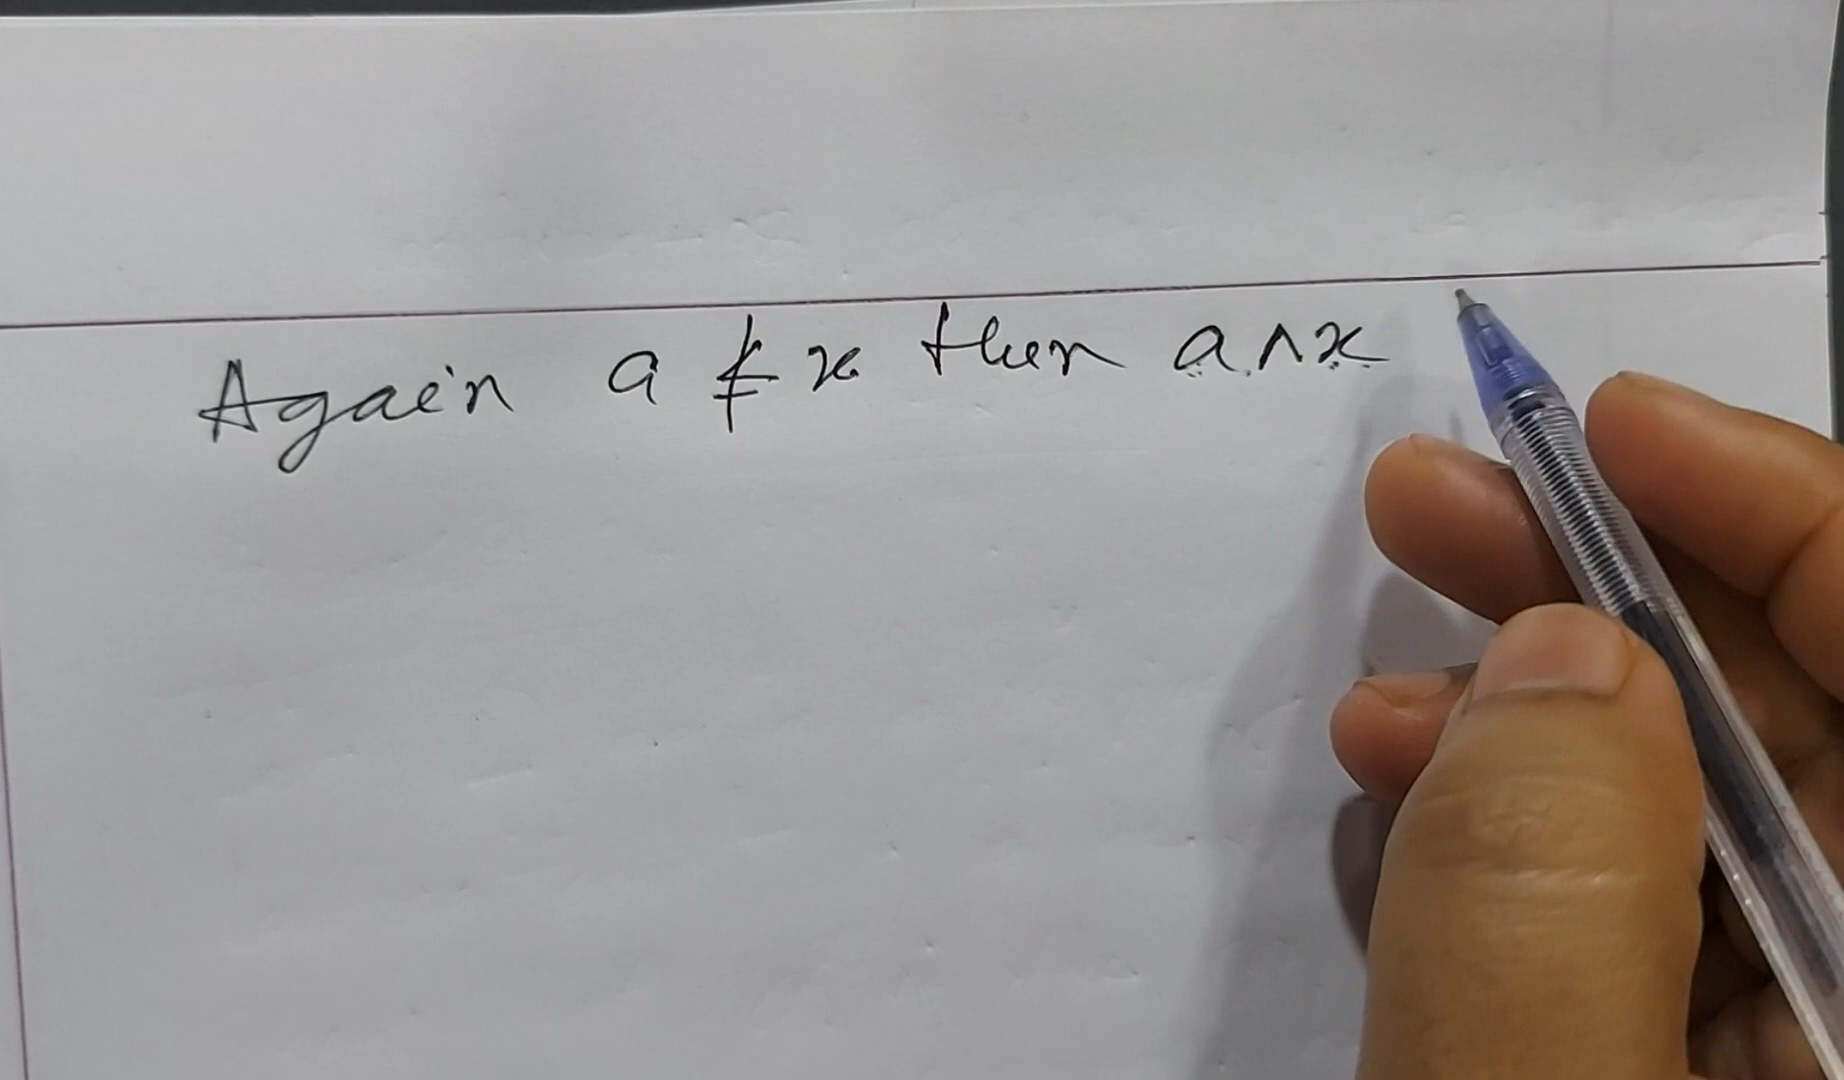 Again a ≰ x then a ∧ x